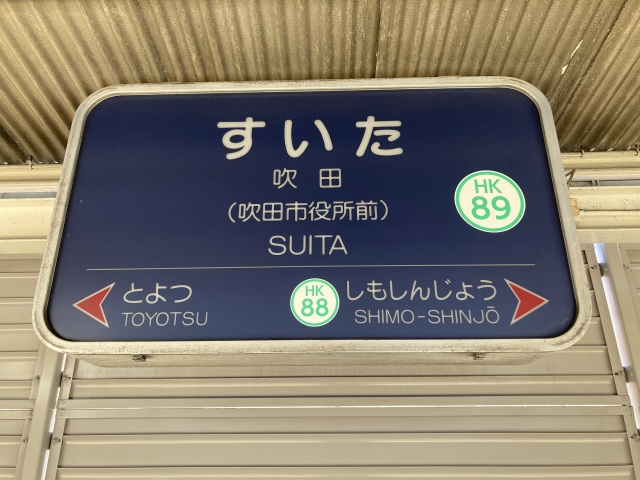 すいた
吹田
(吹田市役所前)
SUITA
HK
89
とよつ
TOYOTSU
HK
88
しもしんじょう
SHIMO-SHINJŌ